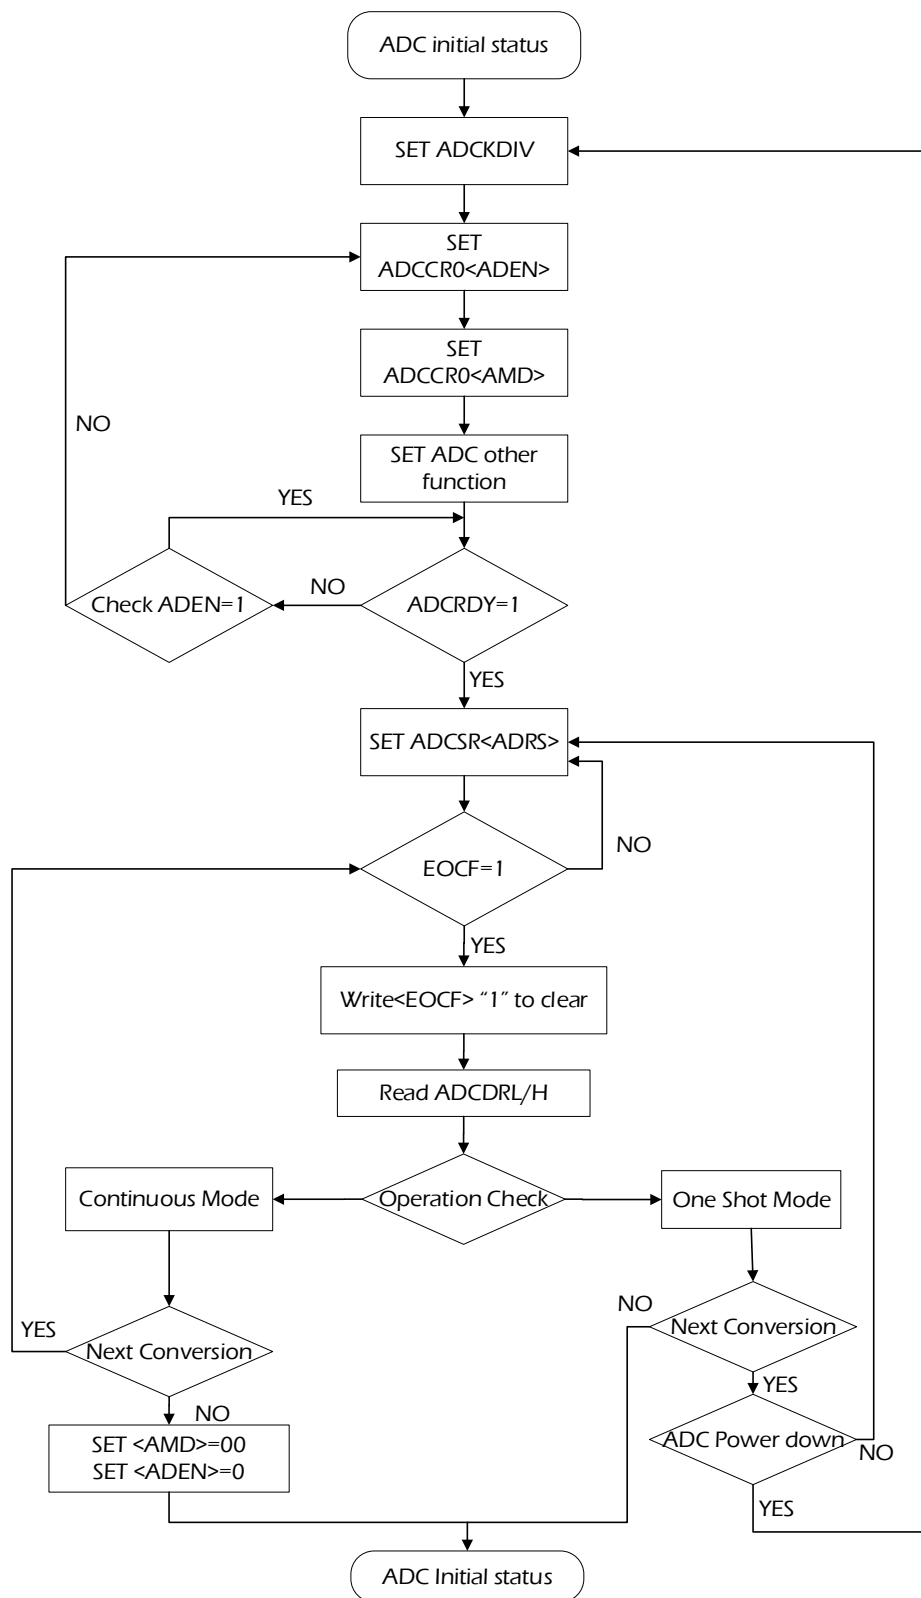 ADC initial status
SET ADCKDIV
SET
ADCCR0<ADEN>
SET
ADCCR0<AMD>
NO
SET ADC other
function
YES
NO
Check ADEN=1
ADCRDY=1
YES
SET ADCSR<ADRS>
NO
EOCF=1
YES
Write<EOCF> “1” to clear
Read ADCDRL/H
Continuous Mode
Operation Check
One Shot Mode
NO
YES
Next Conversion
Next Conversion
YES
NO
SET <AMD>=00
SET <ADEN>=0
ADC Power down
NO
YES
ADC Initial status